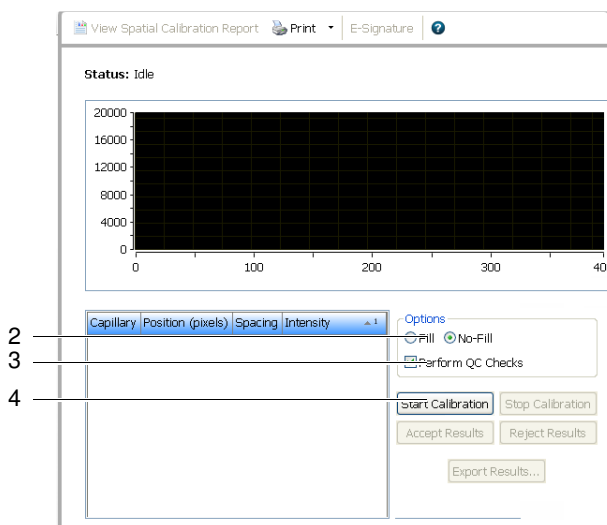 View Spatial Calibration Report Print E-Signature
Status: Idle
20000
16000
12000
8000
4000
0
0 100 200 300 40
Capillary Position (pixels) Spacing Intensity 1
Options
2 Fill No-Fill
3 Perform QC Checks
4 Start Calibration Stop Calibration
Accept Results Reject Results
Export Results...